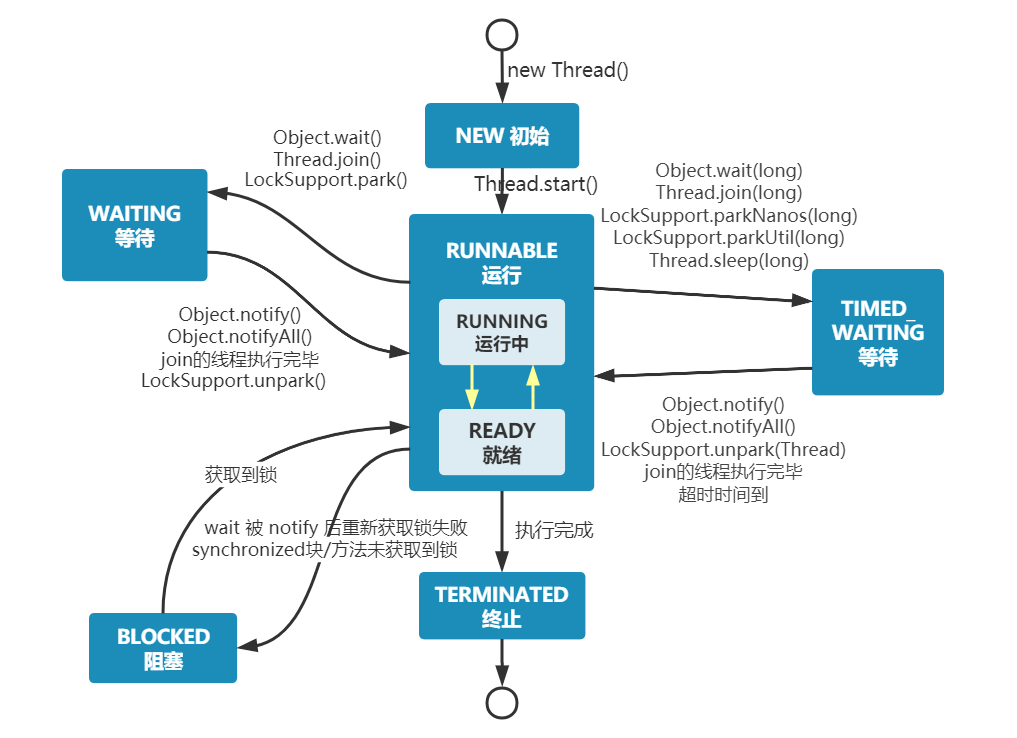 new Thread()
NEW 初始
Thread.start()
Object.wait()
Thread.join()
LockSupport.park()
WAITING
等待
Object.notify()
Object.notifyAll()
join的线程执行完毕
LockSupport.unpark()
RUNNABLE
运行
RUNNING
运行中
READY
就绪
Object.wait(long)
Thread.join(long)
LockSupport.parkNanos(long)
LockSupport.parkUtil(long)
Thread.sleep(long)
TIMED_
WAITING
等待
Object.notify()
Object.notifyAll()
LockSupport.unpark(Thread)
join的线程执行完毕
超时时间到
获取到锁
wait 被 notify 后重新获取锁失败
synchronized块/方法未获取到锁
执行完成
BLOCKED
阻塞
TERMINATED
终止